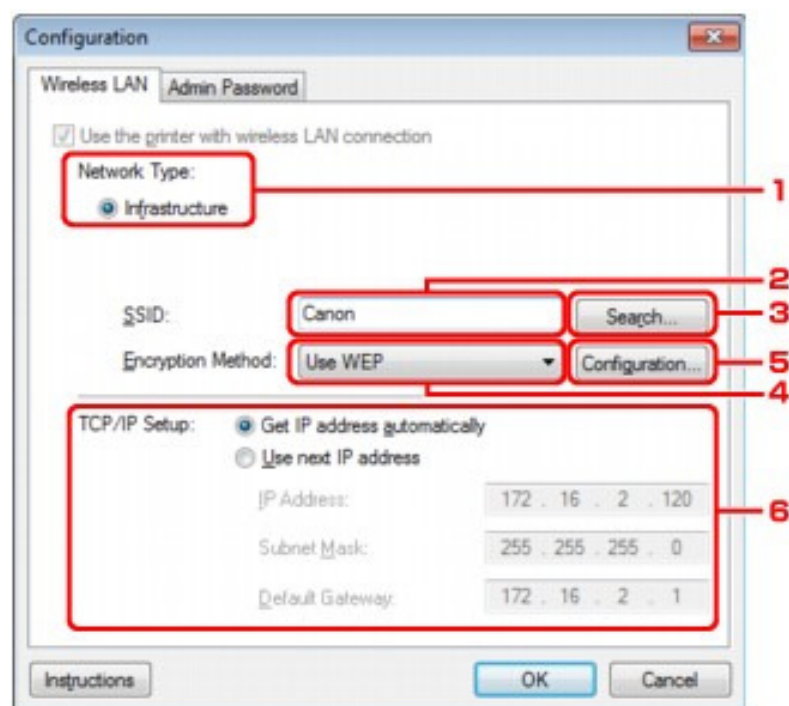 Configuration
Wireless LAN Admin Password
Use the printer with wireless LAN connection
Network Type:
Infrastructure
1
2
SSID: Canon Search... 3
Encryption Method: Use WEP Configuration... 5
4
TCP/IP Setup: Get IP address automatically
Use next IP address
IP Address: 172 . 16 . 2 . 120
6
Subnet Mask: 255 . 255 . 255 . 0
Default Gateway: 172 . 16 . 2 . 1
Instructions OK Cancel